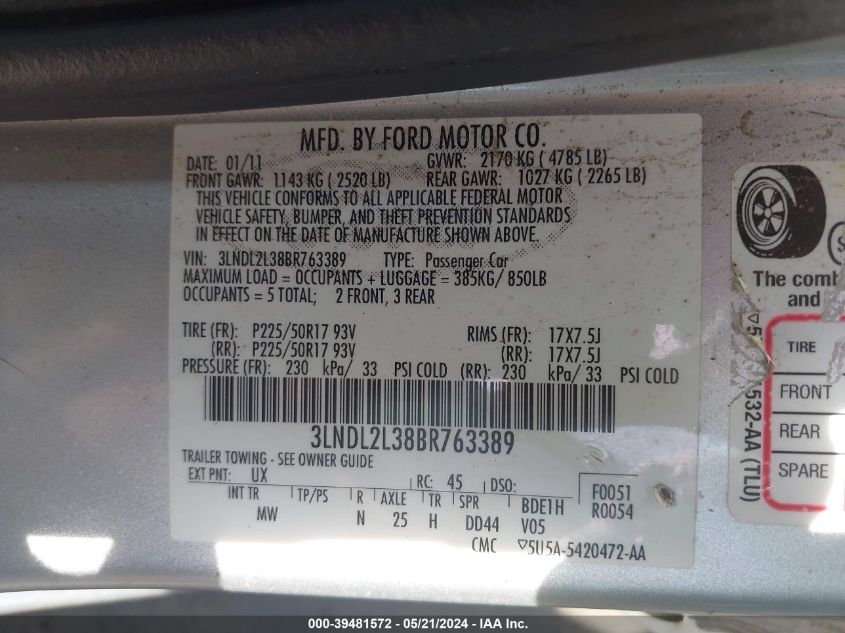 MFD. BY FORD MOTOR CO.
DATE: 01/11 GVWR: 2170 KG ( 4785 LB)
FRONT GAWR: 1143 KG ( 2520 LB) REAR GAWR: 1027 KG ( 2265 LB)
THIS VEHICLE CONFORMS TO ALL APPLICABLE FEDERAL MOTOR
VEHICLE SAFETY, BUMPER, AND THEFT PREVENTION STANDARDS
IN EFFECT ON THE DATE OF MANUFACTURE SHOWN ABOVE.
VIN: 3LNDL2L38BR763389 TYPE: Passenger Car
MAXIMUM LOAD = OCCUPANTS + LUGGAGE = 385KG/ 850LB
OCCUPANTS = 5 TOTAL; 2 FRONT, 3 REAR
TIRE (FR): P225/50R17 93V RIMS (FR): 17X7.5J
(RR): P225/50R17 93V (RR): 17X7.5J
PRESSURE (FR): 230 kPa/ 33 PSI COLD (RR): 230 kPa/ 33 PSI COLD
3LNDL2L38BR763389
TRAILER TOWING - SEE OWNER GUIDE
EXT PNT: UX RC: 45 DSO: F0051
INT TR TP/PS R AXLE TR SPR BDE1H R0054
MW N 25 H DD44 V05
CMC ▽5U5A-5420472-AA
The comb
and
TIRE
FRONT
REAR
SPARE
532-AA (TLU)
000-39481572 — 05/21/2024 — IAA Inc.